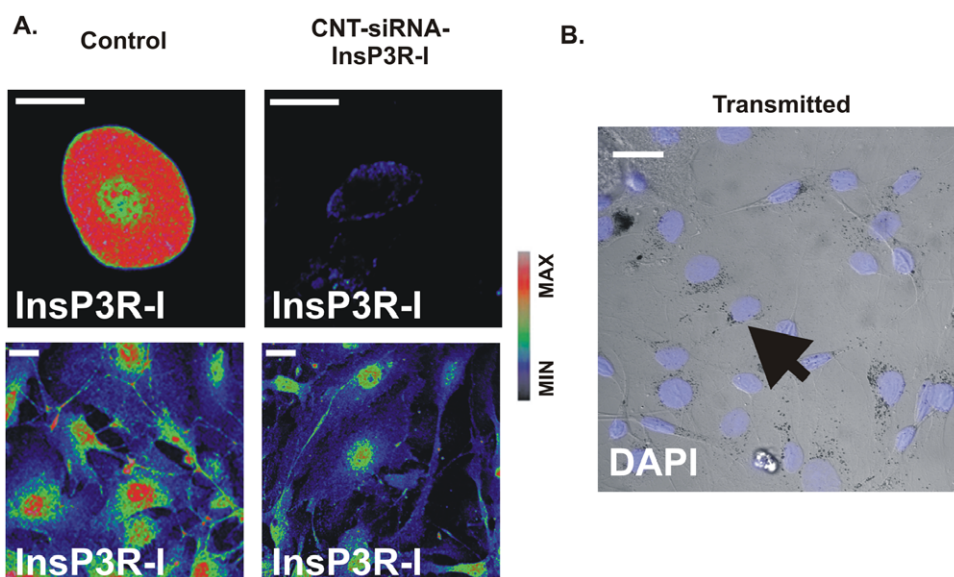 A.
Control
CNT-siRNA-
InsP3R-I
B.
Transmitted
InsP3R-I
InsP3R-I
MAX
MIN
InsP3R-I
InsP3R-I
DAPI